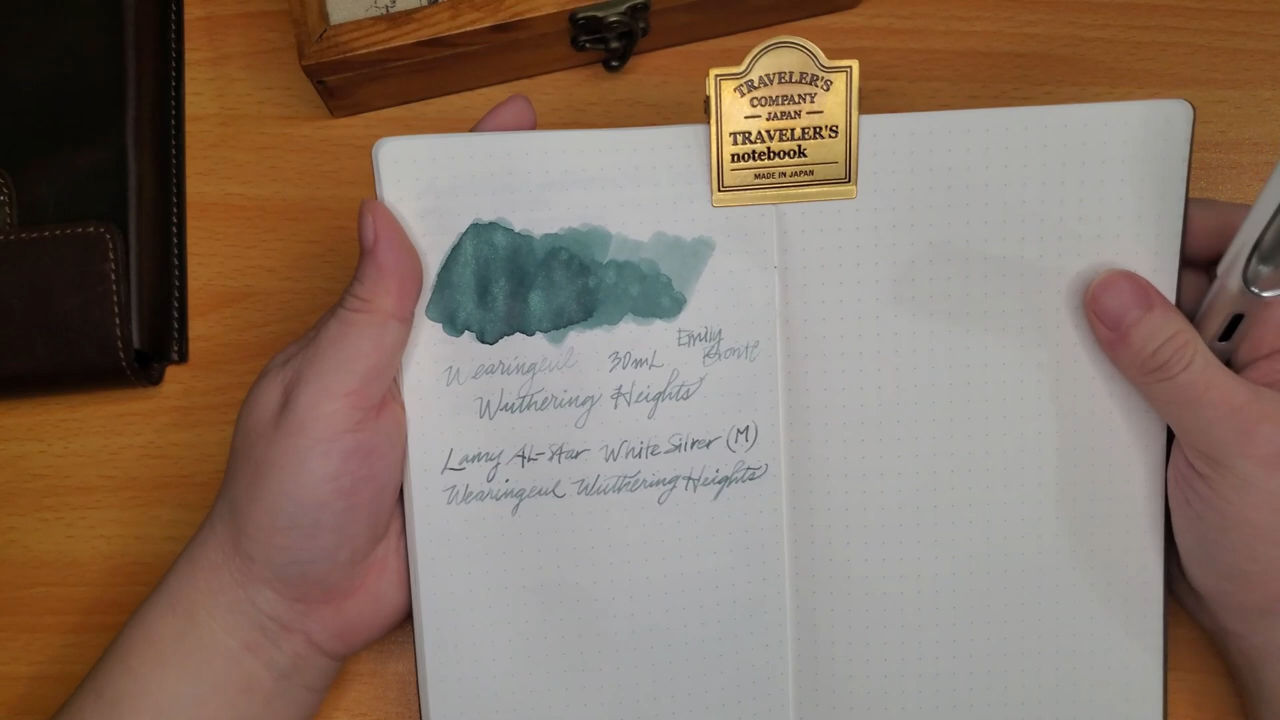 TRAVELER'S
COMPANY
JAPAN
TRAVELER'S
notebook
MADE IN JAPAN
Wearingeul 30mL Emily
Bronte
Wuthering Heights
Lamy AL-Star White Silver (M)
Wearingeul Wuthering Heights